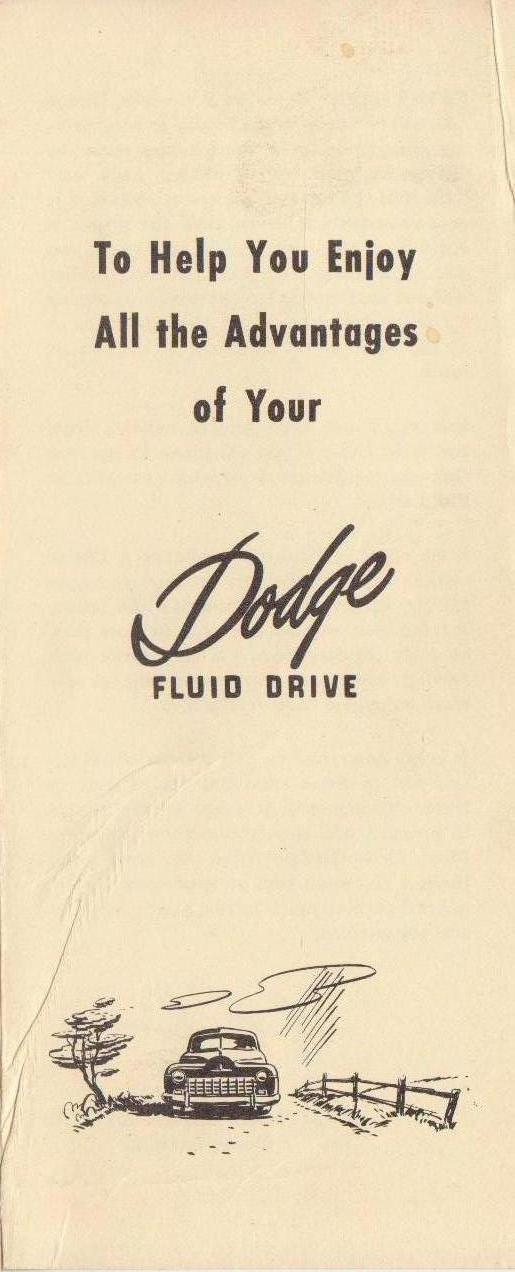 To Help You Enjoy
All the Advantages
of Your
Dodge
FLUID DRIVE